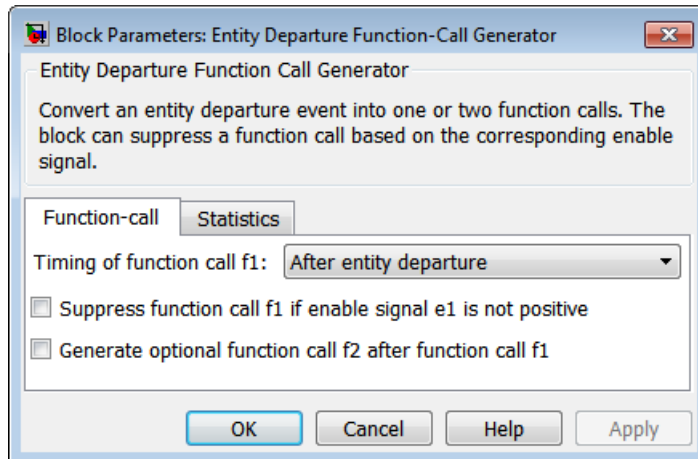 Block Parameters: Entity Departure Function-Call Generator
Entity Departure Function Call Generator
Convert an entity departure event into one or two function calls. The
block can suppress a function call based on the corresponding enable
signal.
Function-call Statistics
Timing of function call f1: After entity departure
Suppress function call f1 if enable signal e1 is not positive
Generate optional function call f2 after function call f1
OK Cancel Help Apply